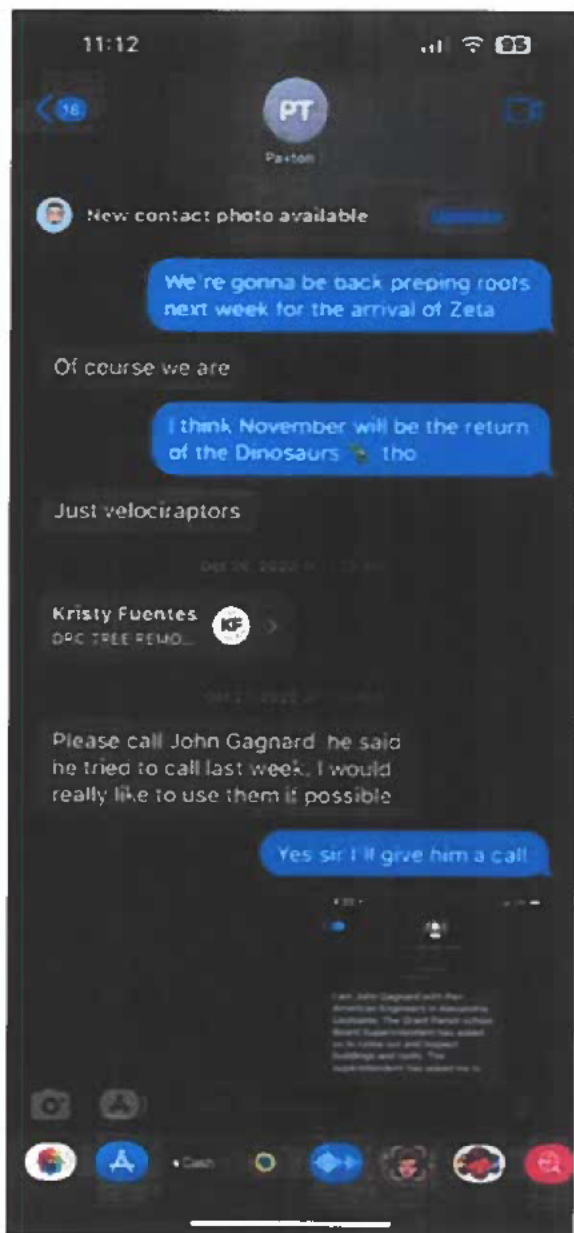 11:12
16
PT
Paxton
New contact photo available
We're gonna be back preping roofs
next week for the arrival of Zeta
Of course we are
I think November will be the return
of the Dinosaurs 🦖 tho
Just velociraptors
Kristy Fuentes
KF
DRC TREE REMO...
Please call John Gagnard he said
he tried to call last week. I would
really like to use them if possible
Yes sir I'll give him a call
I am John Gagnard with Pan
American Engineers in Alexandria
Louisiana. The Grant Parish School
Board Superintendent has asked
us to come out and inspect
buildings and roofs. The
superintendent has asked me to
Cash